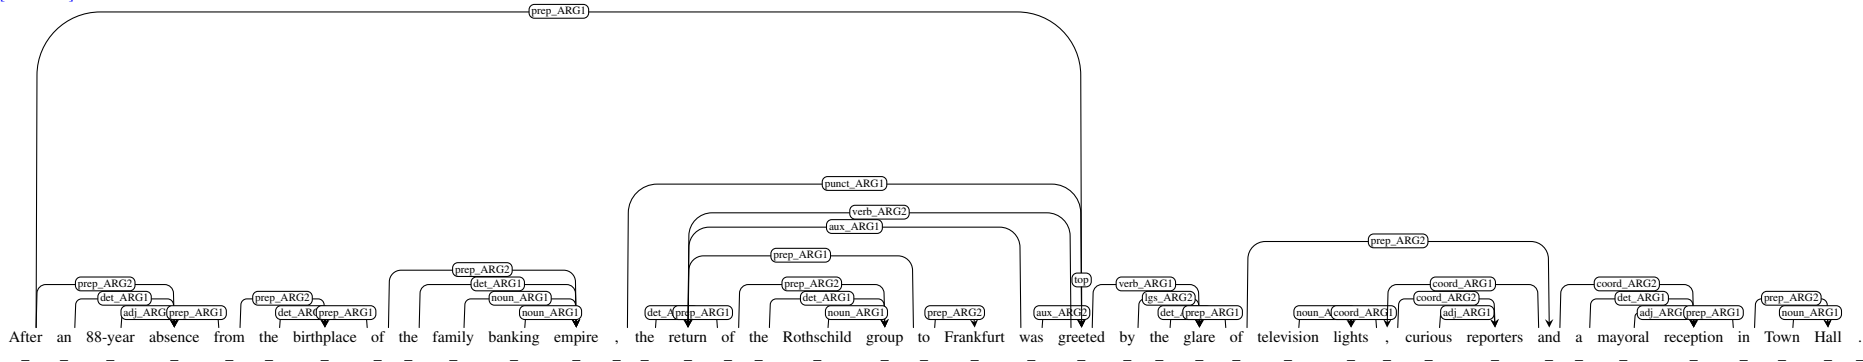 prep_ARG1
punct_ARG1
verb_ARG2
aux_ARG1
prep_ARG2
prep_ARG1
prep_ARG2 top
prep_ARG2 det_ARG1 prep_ARG2 verb_ARG1 coord_ARG1 coord_ARG2
det_ARG1 prep_ARG2 noun_ARG1 det_ARG1 lgs_ARG2 coord_ARG2 det_ARG1 prep_ARG2
prep_ARG1 prep_ARG1 noun_ARG1 prep_ARG1 noun_ARG1 prep_ARG2 aux_ARG2 prep_ARG1 coord_ARG1 adj_ARG1 prep_ARG1 noun_ARG1
After an 88-year absence from the birthplace of the family banking empire , the return of the Rothschild group to Frankfurt was greeted by the glare of television lights , curious reporters and a mayoral reception in Town Hall .